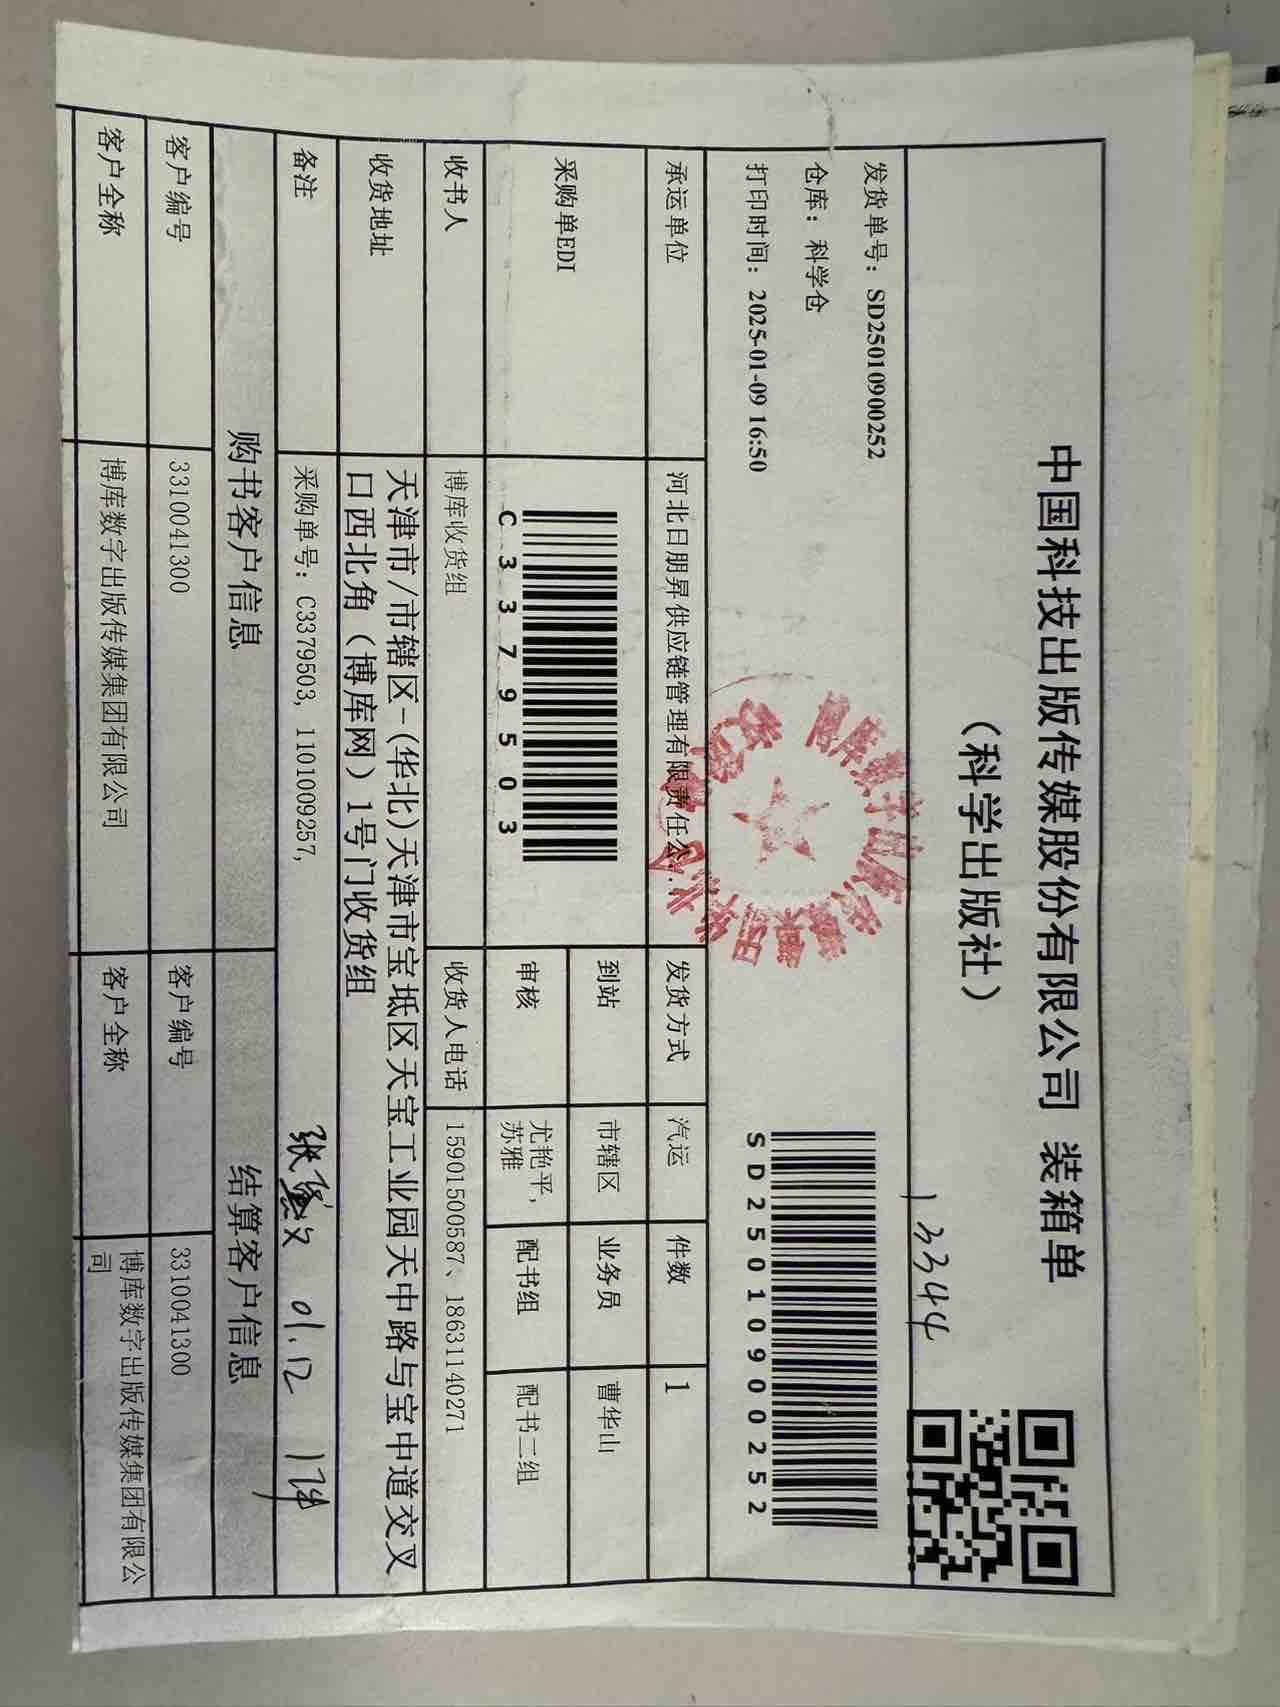 中国科技出版传媒股份有限公司 装箱单
（科学出版社）
13344
发货单号：SD2501090​0252
仓库：科学仓
打印时间：2025-01-09 16:50
SD25010900252
承运单位 河北日朋昇供应链管理有限责任公.. 发货方式 汽运 件数 1
采购单EDI C3379503 到站 市辖区 业务员 曹华山
审核 尤艳平，苏雅 配书组 配书二组
收书人 博库收货组 收货人电话 15901500587、18631140271
收货地址 天津市/市辖区-(华北)天津市宝坻区天宝工业园天中路与宝中道交叉
口西北角（博库网）1号门收货组
备注 采购单号：C3379503, 1101009257,
01.12 1件
购书客户信息 结算客户信息
客户编号 3310041300 客户编号 3310041300
客户全称 博库数字出版传媒集团有限公司 客户全称 博库数字出版传媒集团有限公
司